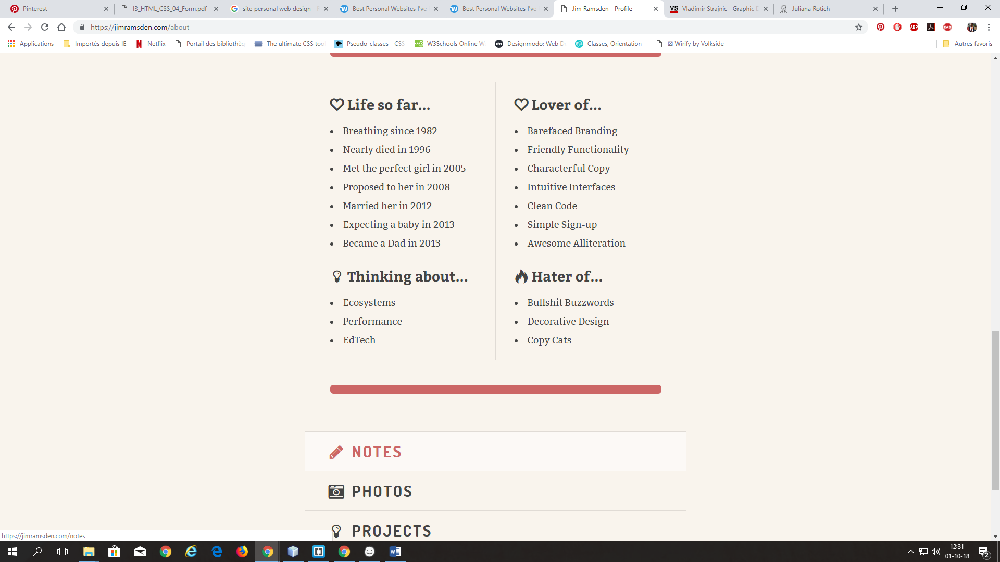 Pinterest
I3_HTML_CSS_04_Form.pdf
site personal web design - 
Best Personal Websites I've
Best Personal Websites I've
Jim Ramsden - Profile
Vladimir Strajnic - Graphic D
Juliana Rotich
https://jimramsden.com/about
Applications
Importés depuis IE
Netflix
Portail des bibliothèq
The ultimate CSS too
Pseudo-classes - CSS
W3Schools Online W
Designmodo: Web D
Classes, Orientation -
Wirify by Volkside
Autres favoris
Life so far...
Breathing since 1982
Nearly died in 1996
Met the perfect girl in 2005
Proposed to her in 2008
Married her in 2012
Expecting a baby in 2013
Became a Dad in 2013
Thinking about...
Ecosystems
Performance
EdTech
Lover of...
Barefaced Branding
Friendly Functionality
Characterful Copy
Intuitive Interfaces
Clean Code
Simple Sign-up
Awesome Alliteration
Hater of...
Bullshit Buzzwords
Decorative Design
Copy Cats
NOTES
PHOTOS
PROJECTS
https://jimramsden.com/notes
12:31
01-10-18
2